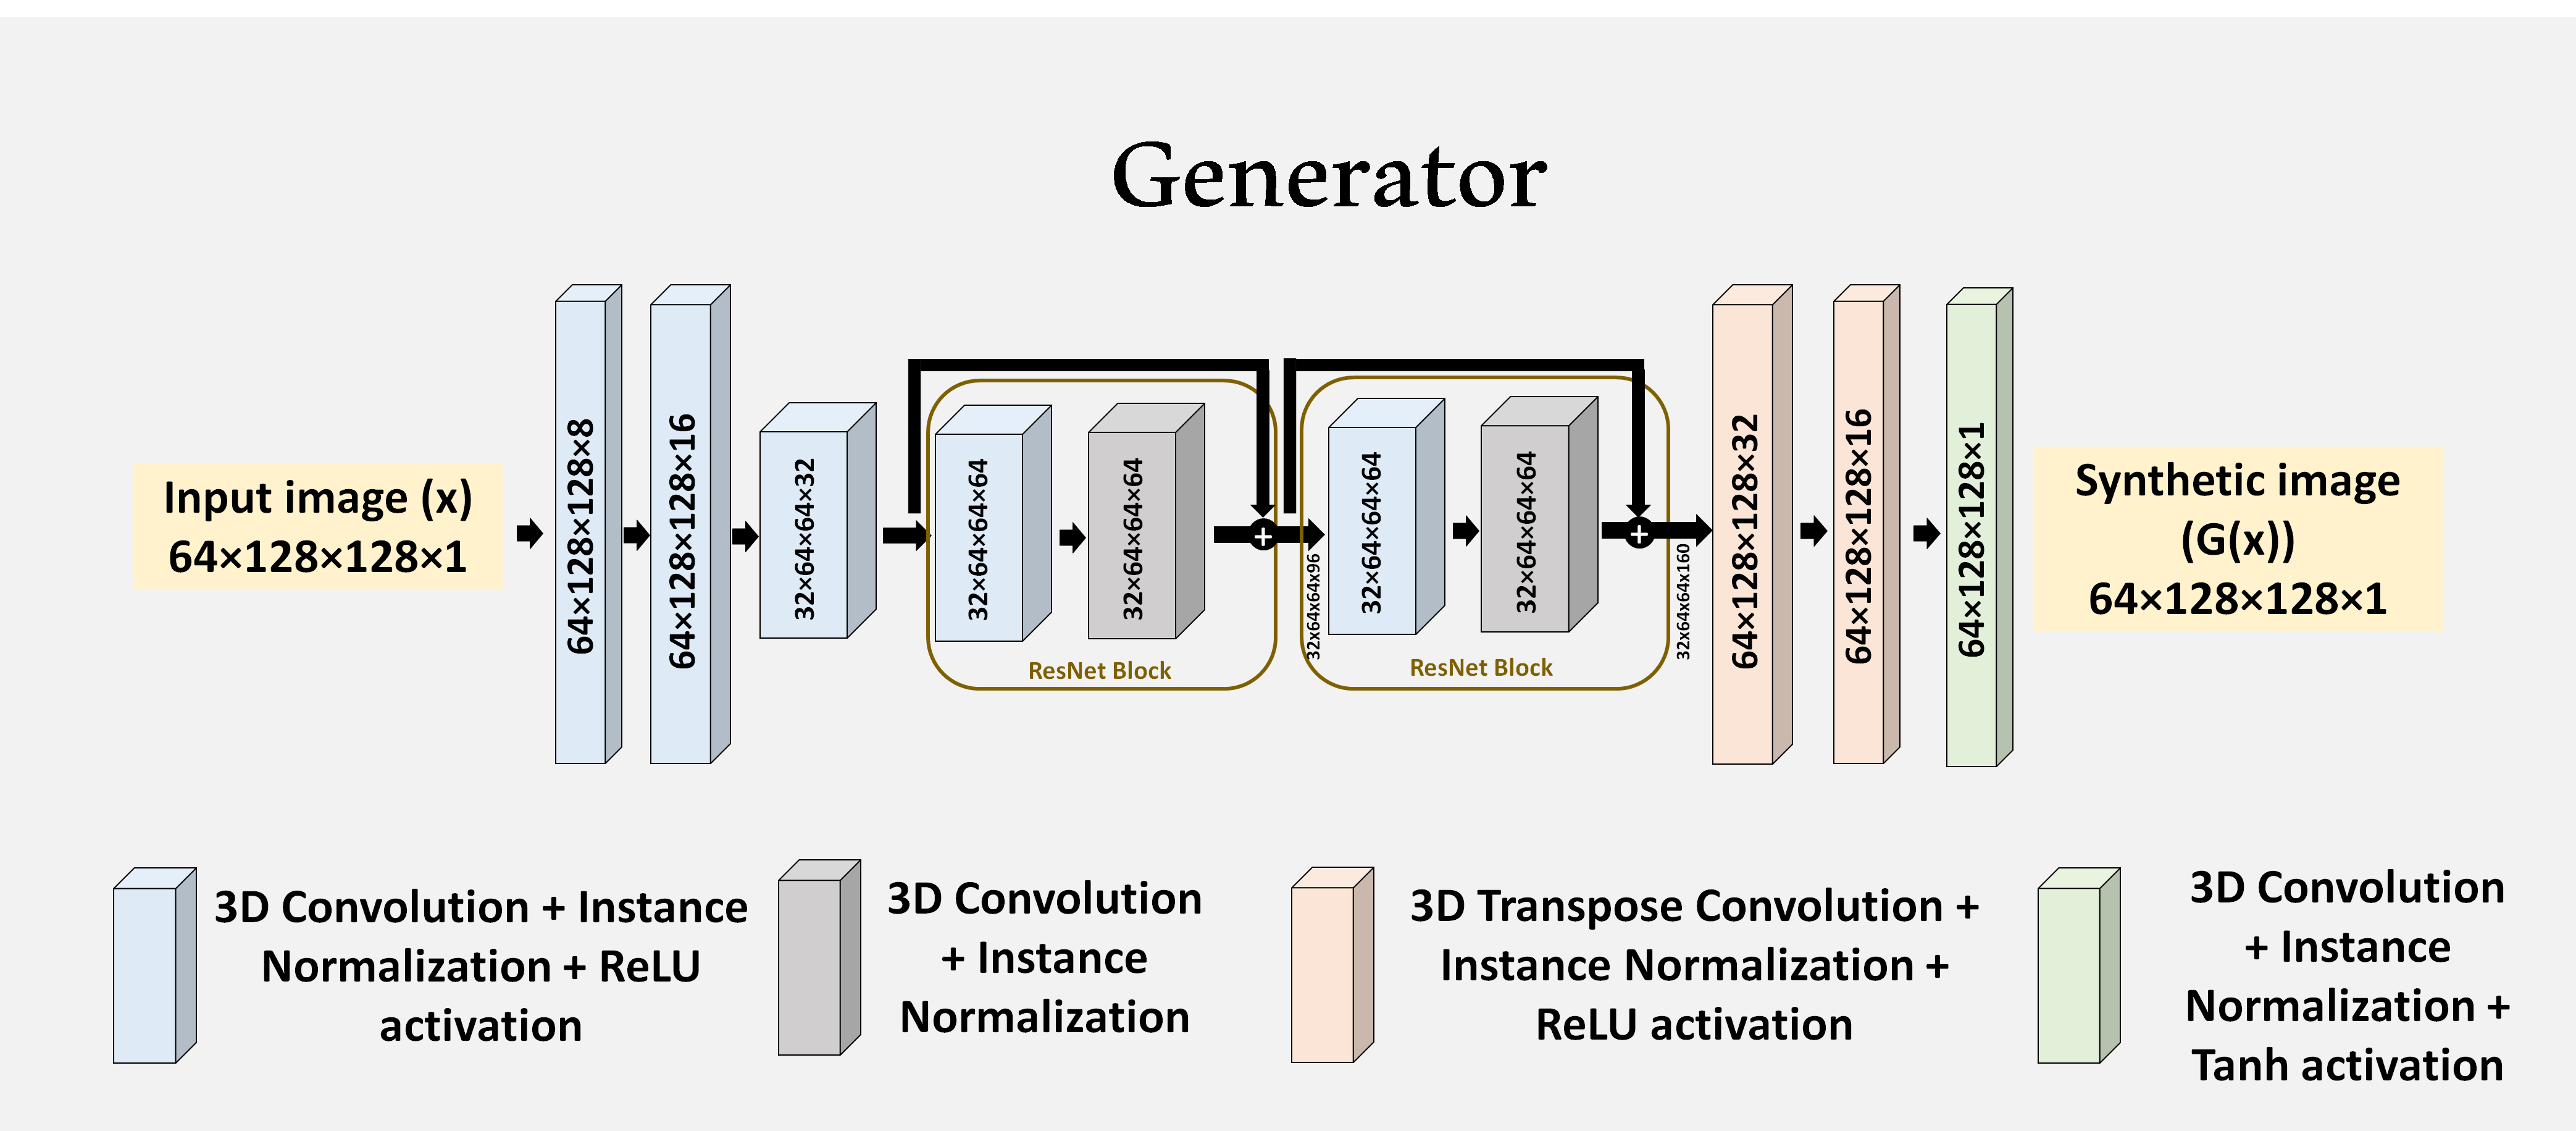 Generator
Input image (x)
64×128×128×1
64×128×128×8
64×128×128×16
32×64×64×32
32×64×64×64
32×64×64×64
ResNet Block
32x64x64x96
32×64×64×64
32×64×64×64
ResNet Block
32x64x64x160
64×128×128×32
64×128×128×16
64×128×128×1
Synthetic image
(G(x))
64×128×128×1
3D Convolution + Instance
Normalization + ReLU
activation
3D Convolution
+ Instance
Normalization
3D Transpose Convolution +
Instance Normalization +
ReLU activation
3D Convolution
+ Instance
Normalization +
Tanh activation